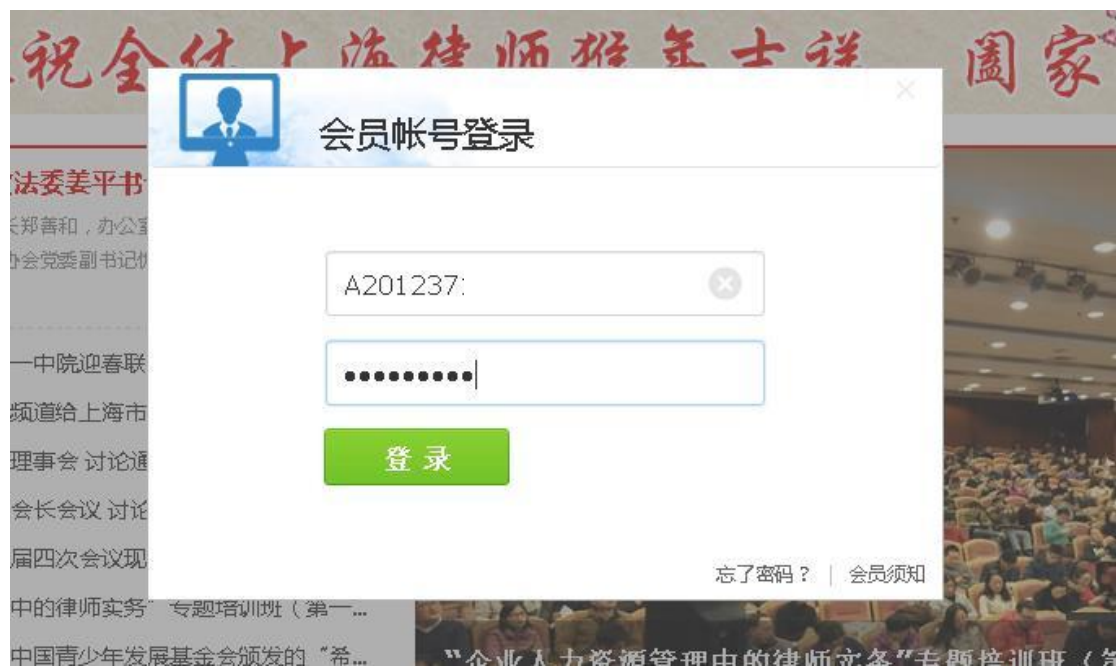 祝全体上海律师猴年吉祥 阖家
会员帐号登录
法委姜平书
长郑善和，办公室
协会党委副书记忱
A201237
•••••••••
登 录
忘了密码？ | 会员须知
一中院迎春联
频道给上海市
理事会 讨论通
会长会议 讨论
届四次会议现
中的律师实务”专题培训班（第一...
中国青少年发展基金会颁发的“希...
“企业人力资源管理中的律师实务”专题培训班（第